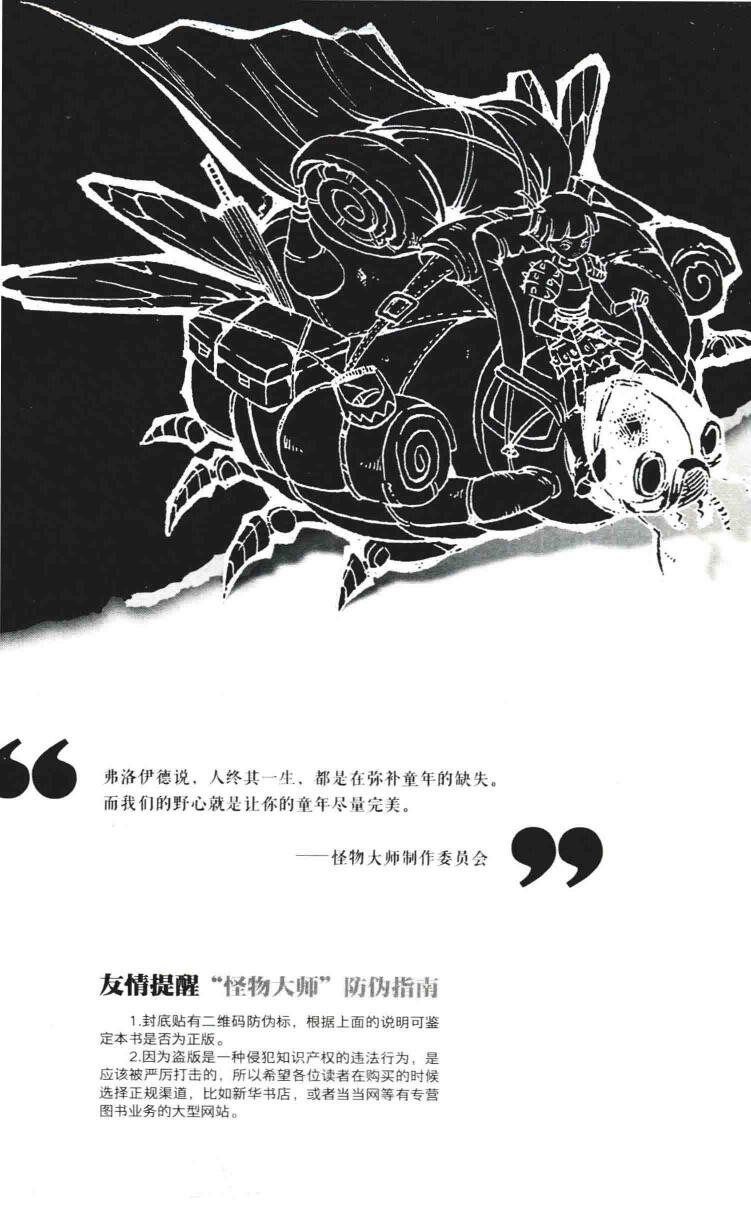 弗洛伊德说，人终其一生，都是在弥补童年的缺失。
而我们的野心就是让你的童年尽量完美。
——怪物大师制作委员会
友情提醒“怪物大师”防伪指南
1.封底贴有二维码防伪标，根据上面的说明可鉴
定本书是否为正版。
2.因为盗版是一种侵犯知识产权的违法行为，是
应该被严厉打击的，所以希望各位读者在购买的时候
选择正规渠道，比如新华书店，或者当当网等有专营
图书业务的大型网站。